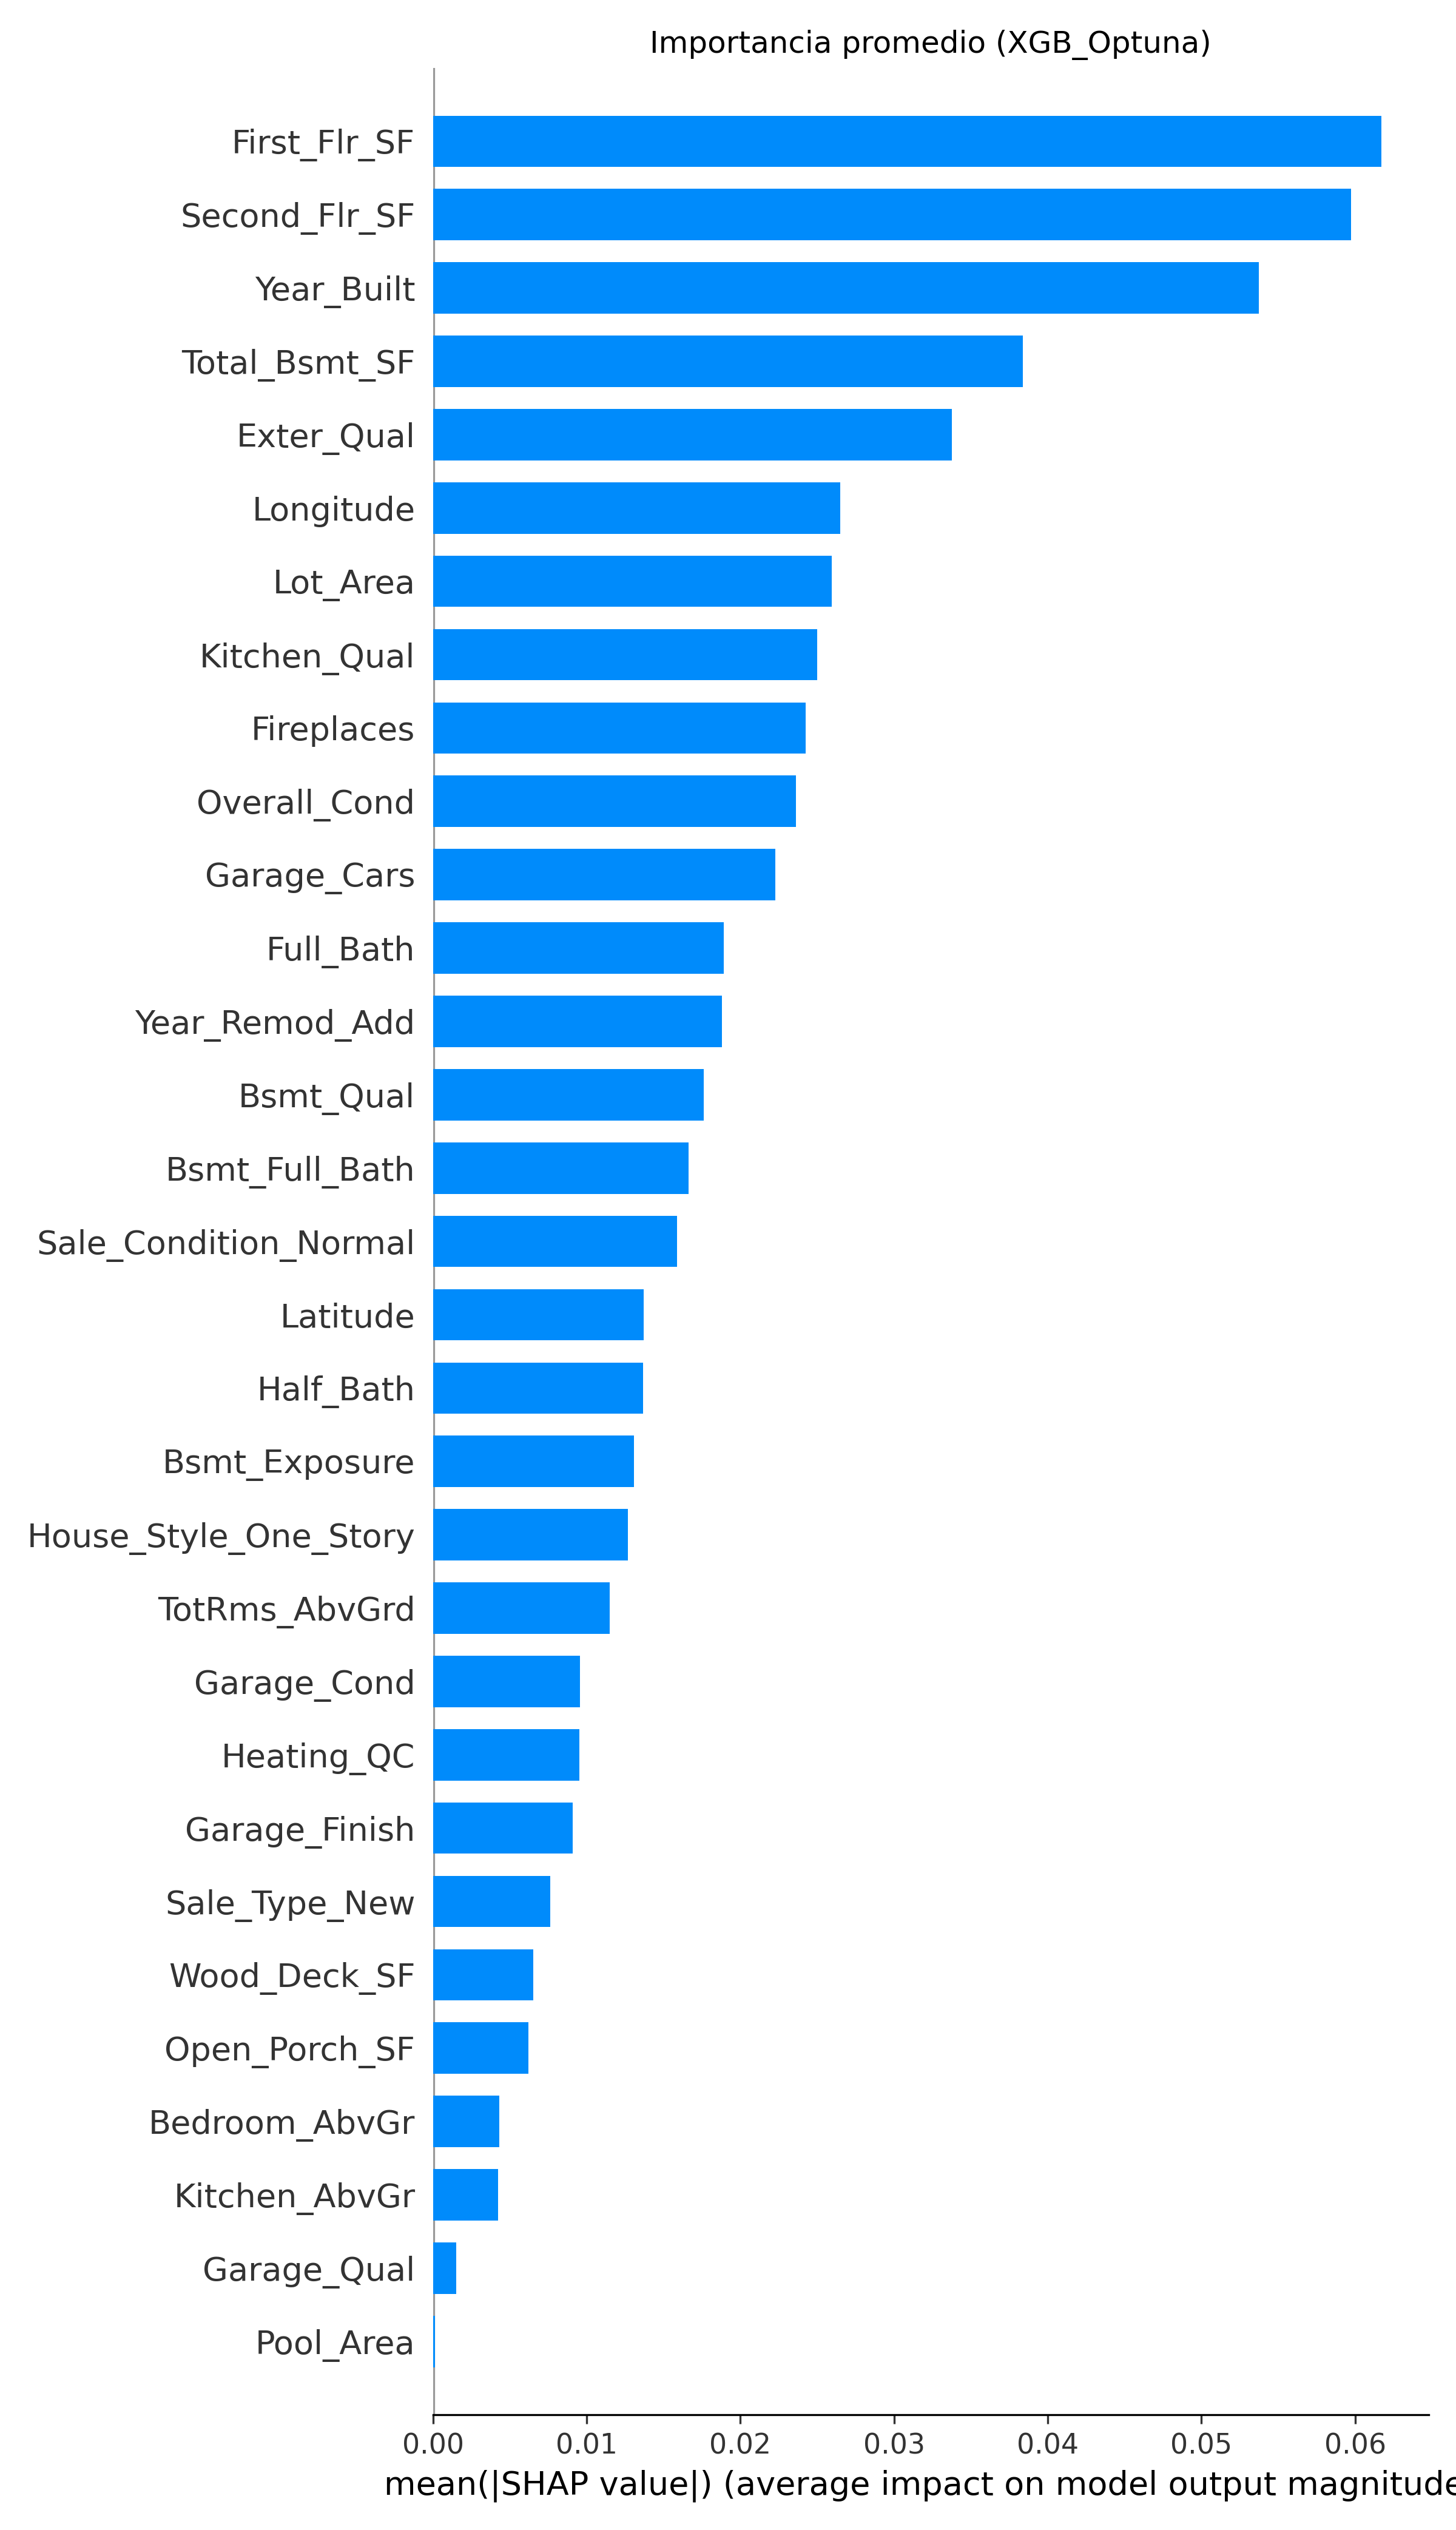 Importancia promedio (XGB_Optuna)
First_Flr_SF
Second_Flr_SF
Year_Built
Total_Bsmt_SF
Exter_Qual
Longitude
Lot_Area
Kitchen_Qual
Fireplaces
Overall_Cond
Garage_Cars
Full_Bath
Year_Remod_Add
Bsmt_Qual
Bsmt_Full_Bath
Sale_Condition_Normal
Latitude
Half_Bath
Bsmt_Exposure
House_Style_One_Story
TotRms_AbvGrd
Garage_Cond
Heating_QC
Garage_Finish
Sale_Type_New
Wood_Deck_SF
Open_Porch_SF
Bedroom_AbvGr
Kitchen_AbvGr
Garage_Qual
Pool_Area
0.00 0.01 0.02 0.03 0.04 0.05 0.06
mean(|SHAP value|) (average impact on model output magnitude